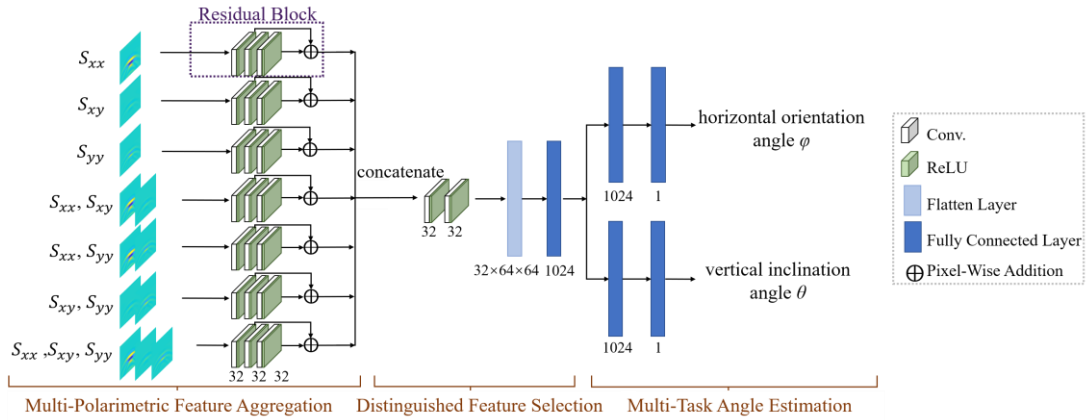 Residual Block
S_xx
S_xy
S_yy
S_xx, S_xy
S_xx, S_yy
S_xy, S_yy
S_xx ,S_xy, S_yy
32 32 32
concatenate
32 32
32×64×64 1024
1024 1
horizontal orientation
angle φ
1024 1
vertical inclination
angle θ
Conv.
ReLU
Flatten Layer
Fully Connected Layer
Pixel-Wise Addition
Multi-Polarimetric Feature Aggregation
Distinguished Feature Selection
Multi-Task Angle Estimation